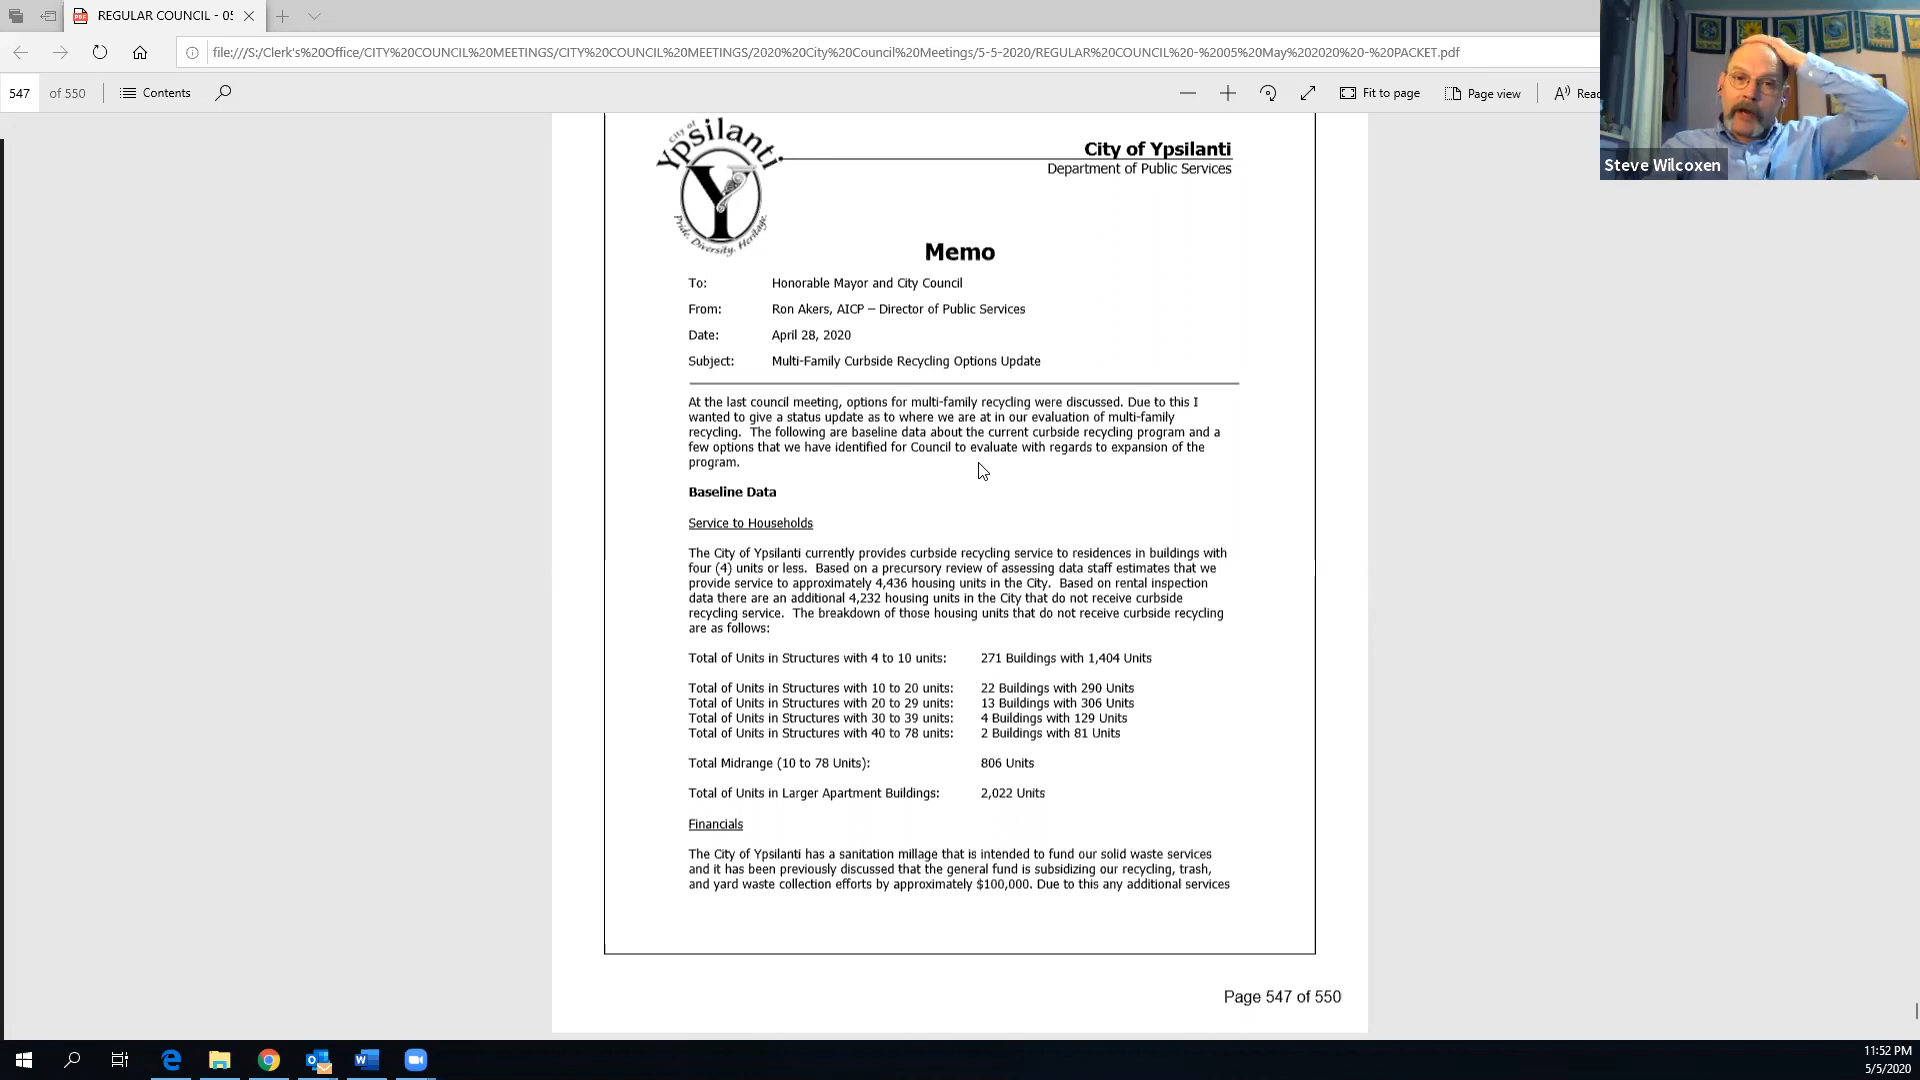 REGULAR COUNCIL - 05
file:///S:/Clerk's%20Office/CITY%20COUNCIL%20MEETINGS/CITY%20COUNCIL%20MEETINGS/2020%20City%20Council%20Meetings/5-5-2020/REGULAR%20COUNCIL%20-%2005%20May%202020%20-%20PACKET.pdf
547 of 550 Contents Fit to page Page view Rea
Steve Wilcoxen
City of Ypsilanti
Pride. Diversity. Heritage.
City of Ypsilanti
Department of Public Services
Memo
To: Honorable Mayor and City Council
From: Ron Akers, AICP – Director of Public Services
Date: April 28, 2020
Subject: Multi-Family Curbside Recycling Options Update
At the last council meeting, options for multi-family recycling were discussed. Due to this I
wanted to give a status update as to where we are at in our evaluation of multi-family
recycling. The following are baseline data about the current curbside recycling program and a
few options that we have identified for Council to evaluate with regards to expansion of the
program.
Baseline Data
Service to Households
The City of Ypsilanti currently provides curbside recycling service to residences in buildings with
four (4) units or less. Based on a precursory review of assessing data staff estimates that we
provide service to approximately 4,436 housing units in the City. Based on rental inspection
data there are an additional 4,232 housing units in the City that do not receive curbside
recycling service. The breakdown of those housing units that do not receive curbside recycling
are as follows:
Total of Units in Structures with 4 to 10 units: 271 Buildings with 1,404 Units
Total of Units in Structures with 10 to 20 units: 22 Buildings with 290 Units
Total of Units in Structures with 20 to 29 units: 13 Buildings with 306 Units
Total of Units in Structures with 30 to 39 units: 4 Buildings with 129 Units
Total of Units in Structures with 40 to 78 units: 2 Buildings with 81 Units
Total Midrange (10 to 78 Units): 806 Units
Total of Units in Larger Apartment Buildings: 2,022 Units
Financials
The City of Ypsilanti has a sanitation millage that is intended to fund our solid waste services
and it has been previously discussed that the general fund is subsidizing our recycling, trash,
and yard waste collection efforts by approximately $100,000. Due to this any additional services
Page 547 of 550
11:52 PM
5/5/2020